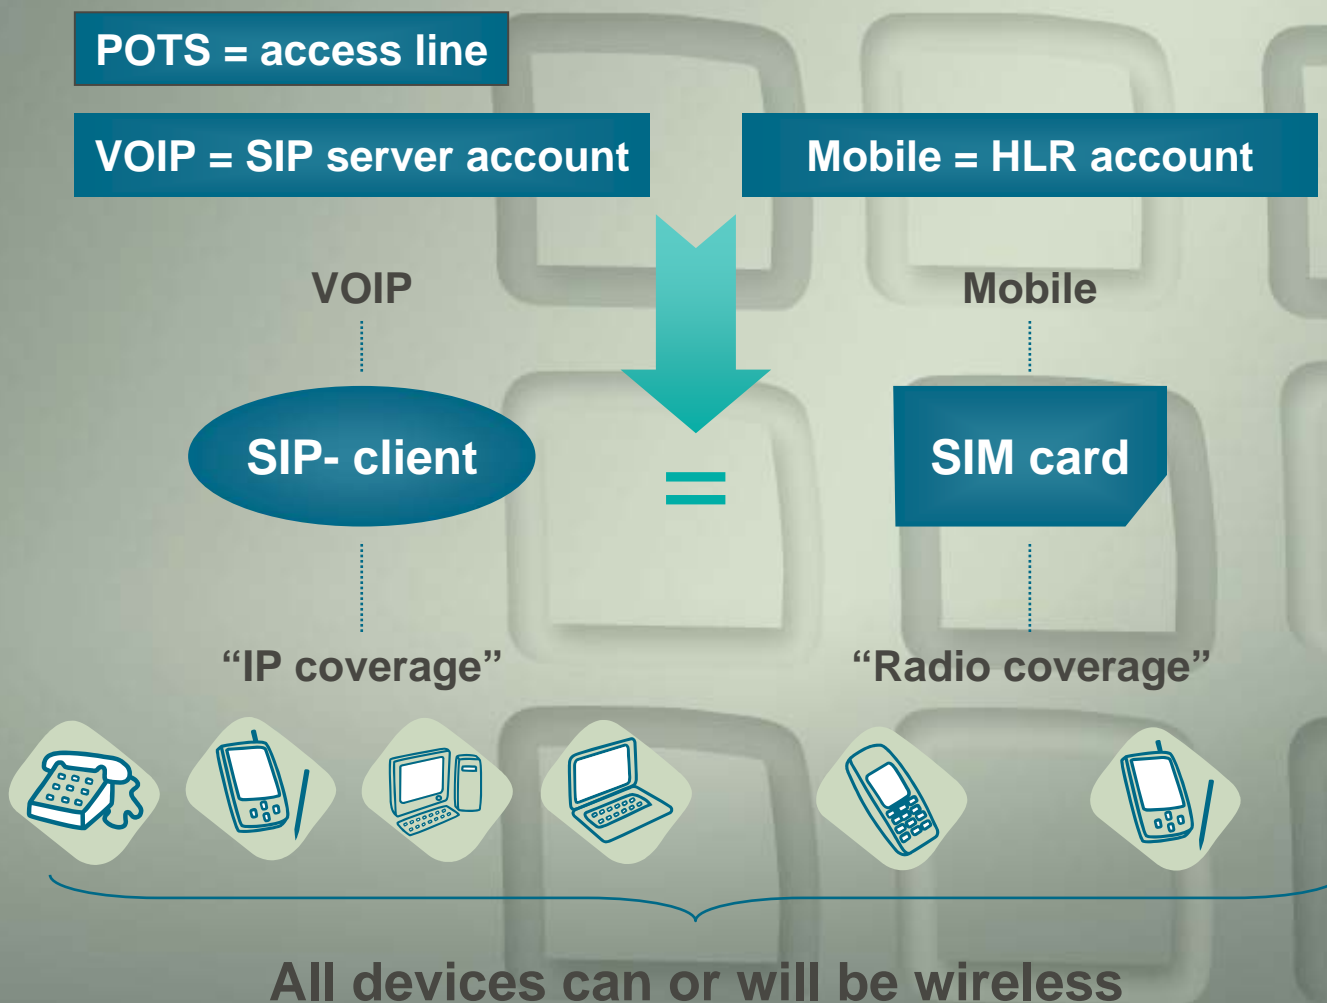 POTS = access line
VOIP = SIP server account
Mobile = HLR account
VOIP
Mobile
SIP- client
=
SIM card
“IP coverage”
“Radio coverage”
All devices can or will be wireless